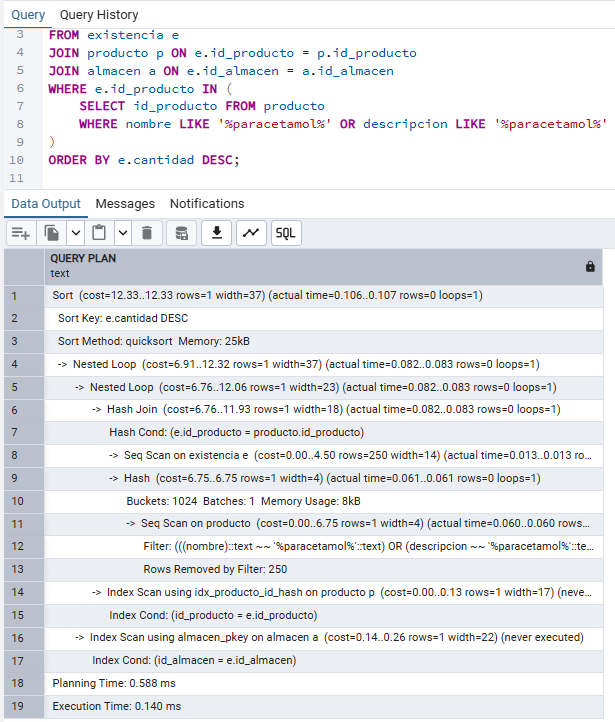 Query Query History
3 FROM existencia e
4 JOIN producto p ON e.id_producto = p.id_producto
5 JOIN almacen a ON e.id_almacen = a.id_almacen
6 WHERE e.id_producto IN (
7 SELECT id_producto FROM producto
8 WHERE nombre LIKE '%paracetamol%' OR descripcion LIKE '%paracetamol%'
9 )
10 ORDER BY e.cantidad DESC;
11
Data Output Messages Notifications
SQL
QUERY PLAN
text
1 Sort (cost=12.33..12.33 rows=1 width=37) (actual time=0.106..0.107 rows=0 loops=1)
2 Sort Key: e.cantidad DESC
3 Sort Method: quicksort Memory: 25kB
4 -> Nested Loop (cost=6.91..12.32 rows=1 width=37) (actual time=0.082..0.083 rows=0 loops=1)
5 -> Nested Loop (cost=6.76..12.06 rows=1 width=23) (actual time=0.082..0.083 rows=0 loops=1)
6 -> Hash Join (cost=6.76..11.93 rows=1 width=18) (actual time=0.082..0.083 rows=0 loops=1)
7 Hash Cond: (e.id_producto = producto.id_producto)
8 -> Seq Scan on existencia e (cost=0.00..4.50 rows=250 width=14) (actual time=0.013..0.013 ro...
9 -> Hash (cost=6.75..6.75 rows=1 width=4) (actual time=0.061..0.061 rows=0 loops=1)
10 Buckets: 1024 Batches: 1 Memory Usage: 8kB
11 -> Seq Scan on producto (cost=0.00..6.75 rows=1 width=4) (actual time=0.060..0.060 rows...
12 Filter: (((nombre)::text ~~ '%paracetamol%'::text) OR (descripcion ~~ '%paracetamol%'::te...
13 Rows Removed by Filter: 250
14 -> Index Scan using idx_producto_id_hash on producto p (cost=0.00..0.13 rows=1 width=17) (neve...
15 Index Cond: (id_producto = e.id_producto)
16 -> Index Scan using almacen_pkey on almacen a (cost=0.14..0.26 rows=1 width=22) (never executed)
17 Index Cond: (id_almacen = e.id_almacen)
18 Planning Time: 0.588 ms
19 Execution Time: 0.140 ms